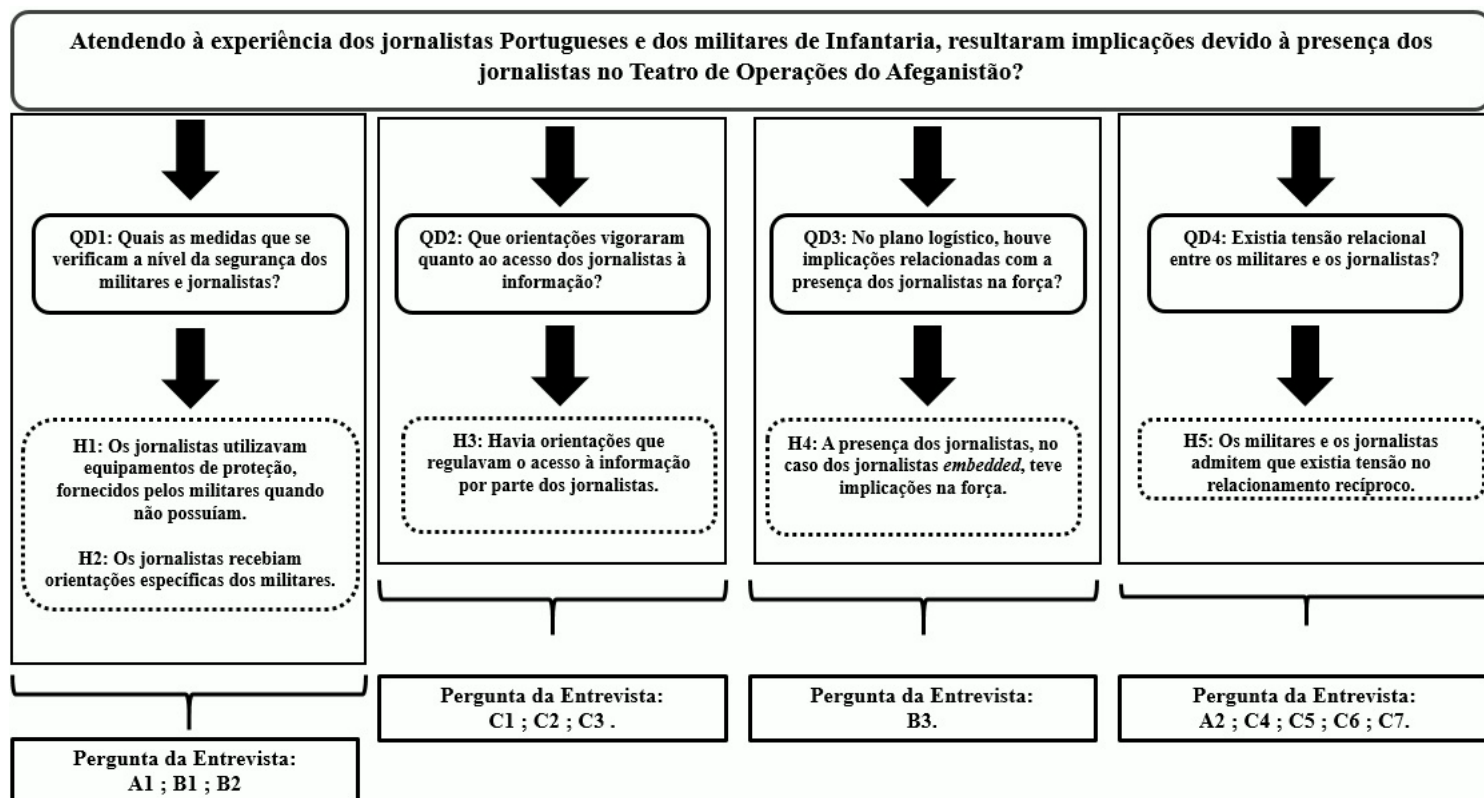 Atendendo à experiência dos jornalistas Portugueses e dos militares de Infantaria, resultaram implicações devido à presença dos
jornalistas no Teatro de Operações do Afeganistão?
QD1: Quais as medidas que se
verificam a nível da segurança dos
militares e jornalistas?
H1: Os jornalistas utilizavam
equipamentos de proteção,
fornecidos pelos militares quando
não possuíam.
H2: Os jornalistas recebiam
orientações específicas dos militares.
Pergunta da Entrevista:
A1 ; B1 ; B2
QD2: Que orientações vigoraram
quanto ao acesso dos jornalistas à
informação?
H3: Havia orientações que
regulavam o acesso à informação
por parte dos jornalistas.
Pergunta da Entrevista:
C1 ; C2 ; C3 .
QD3: No plano logístico, houve
implicações relacionadas com a
presença dos jornalistas na força?
H4: A presença dos jornalistas, no
caso dos jornalistas embedded, teve
implicações na força.
Pergunta da Entrevista:
B3.
QD4: Existia tensão relacional
entre os militares e os jornalistas?
H5: Os militares e os jornalistas
admitem que existia tensão no
relacionamento recíproco.
Pergunta da Entrevista:
A2 ; C4 ; C5 ; C6 ; C7.